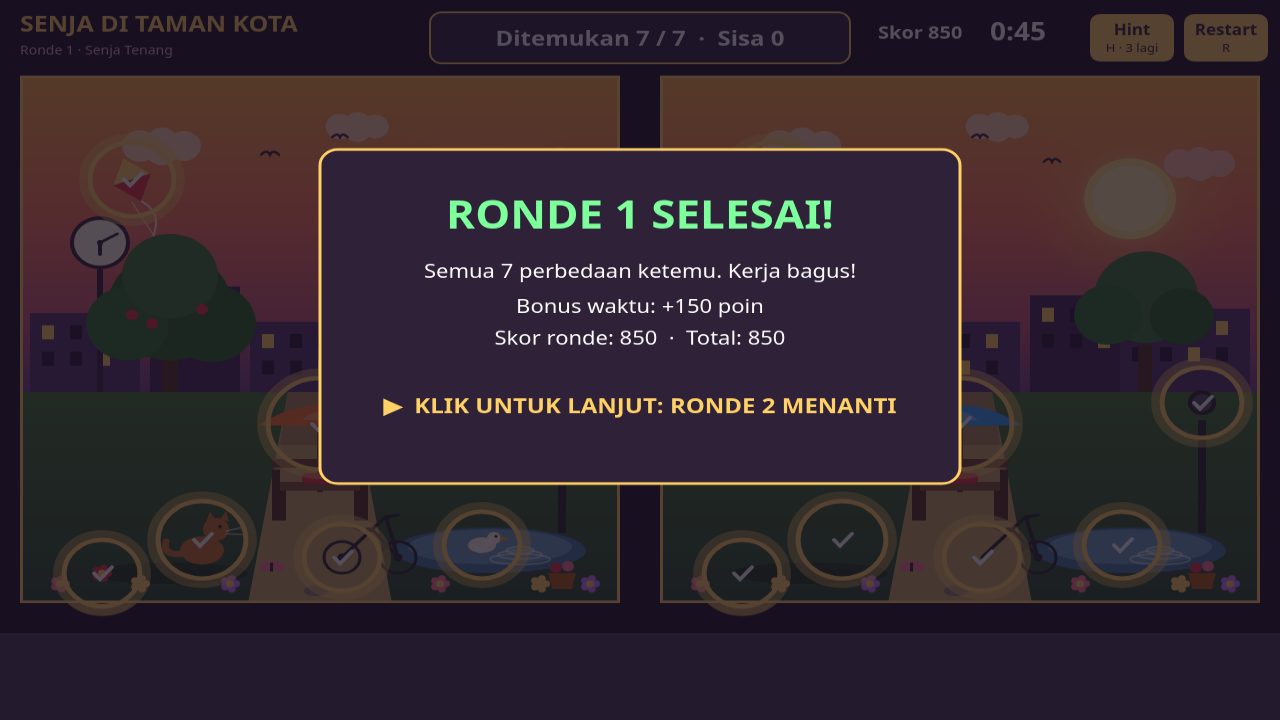 SENJA DI TAMAN KOTA
Ronde 1 · Senja Tenang
Ditemukan 7 / 7 · Sisa 0
Skor 850
0:45
Hint
H · 3 lagi
Restart
R
RONDE 1 SELESAI!
Semua 7 perbedaan ketemu. Kerja bagus!
Bonus waktu: +150 poin
Skor ronde: 850 · Total: 850
▶ KLIK UNTUK LANJUT: RONDE 2 MENANTI